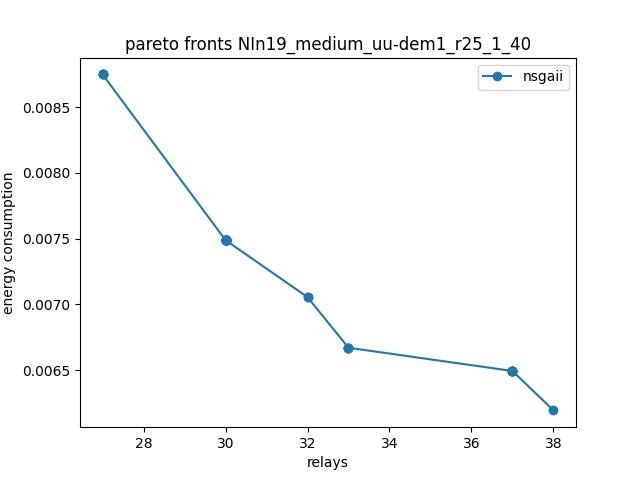 pareto fronts NIn19_medium_uu-dem1_r25_1_40
nsgaii
energy consumption
0.0085
0.0080
0.0075
0.0070
0.0065
28 30 32 34 36 38
relays